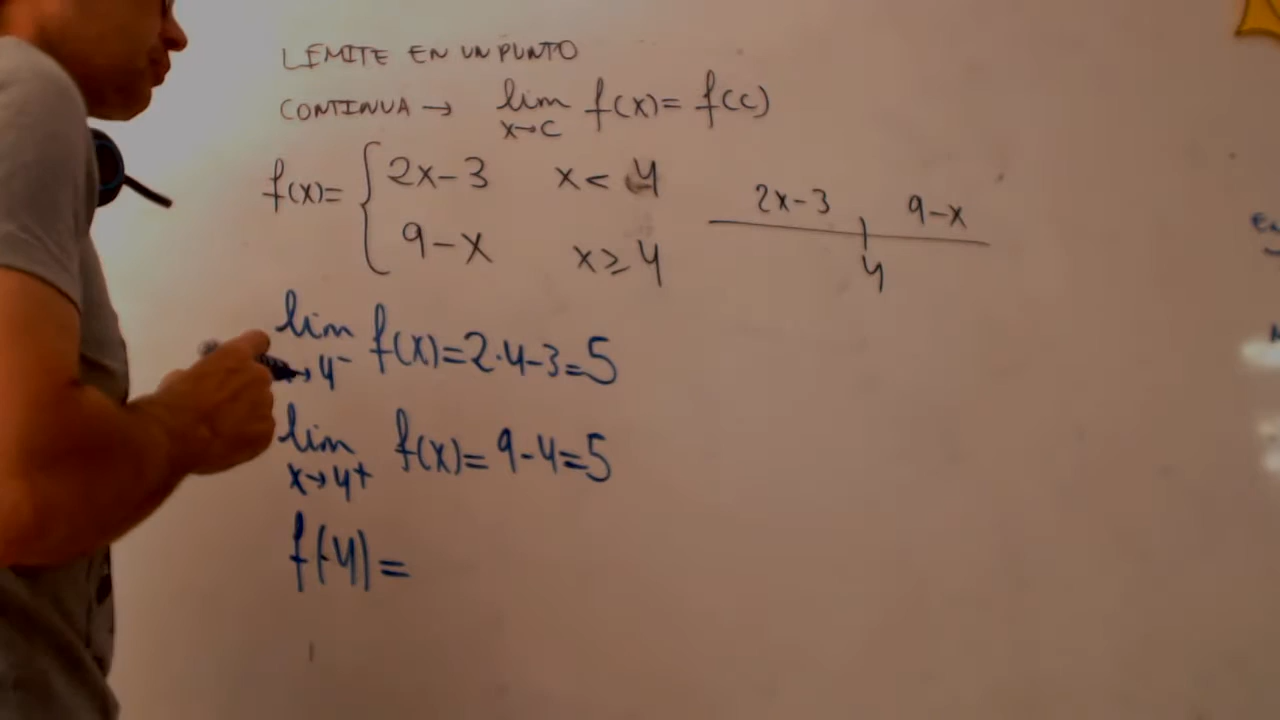 LÍMITE EN UN PUNTO
CONTINUA → lim x→c f(x) = f(c)
f(x) = { 2x-3 x < 4
9-x x ≥ 4
2x-3 9-x
4
lim x→4⁻ f(x) = 2·4-3 = 5
lim x→4⁺ f(x) = 9-4 = 5
f(4) =